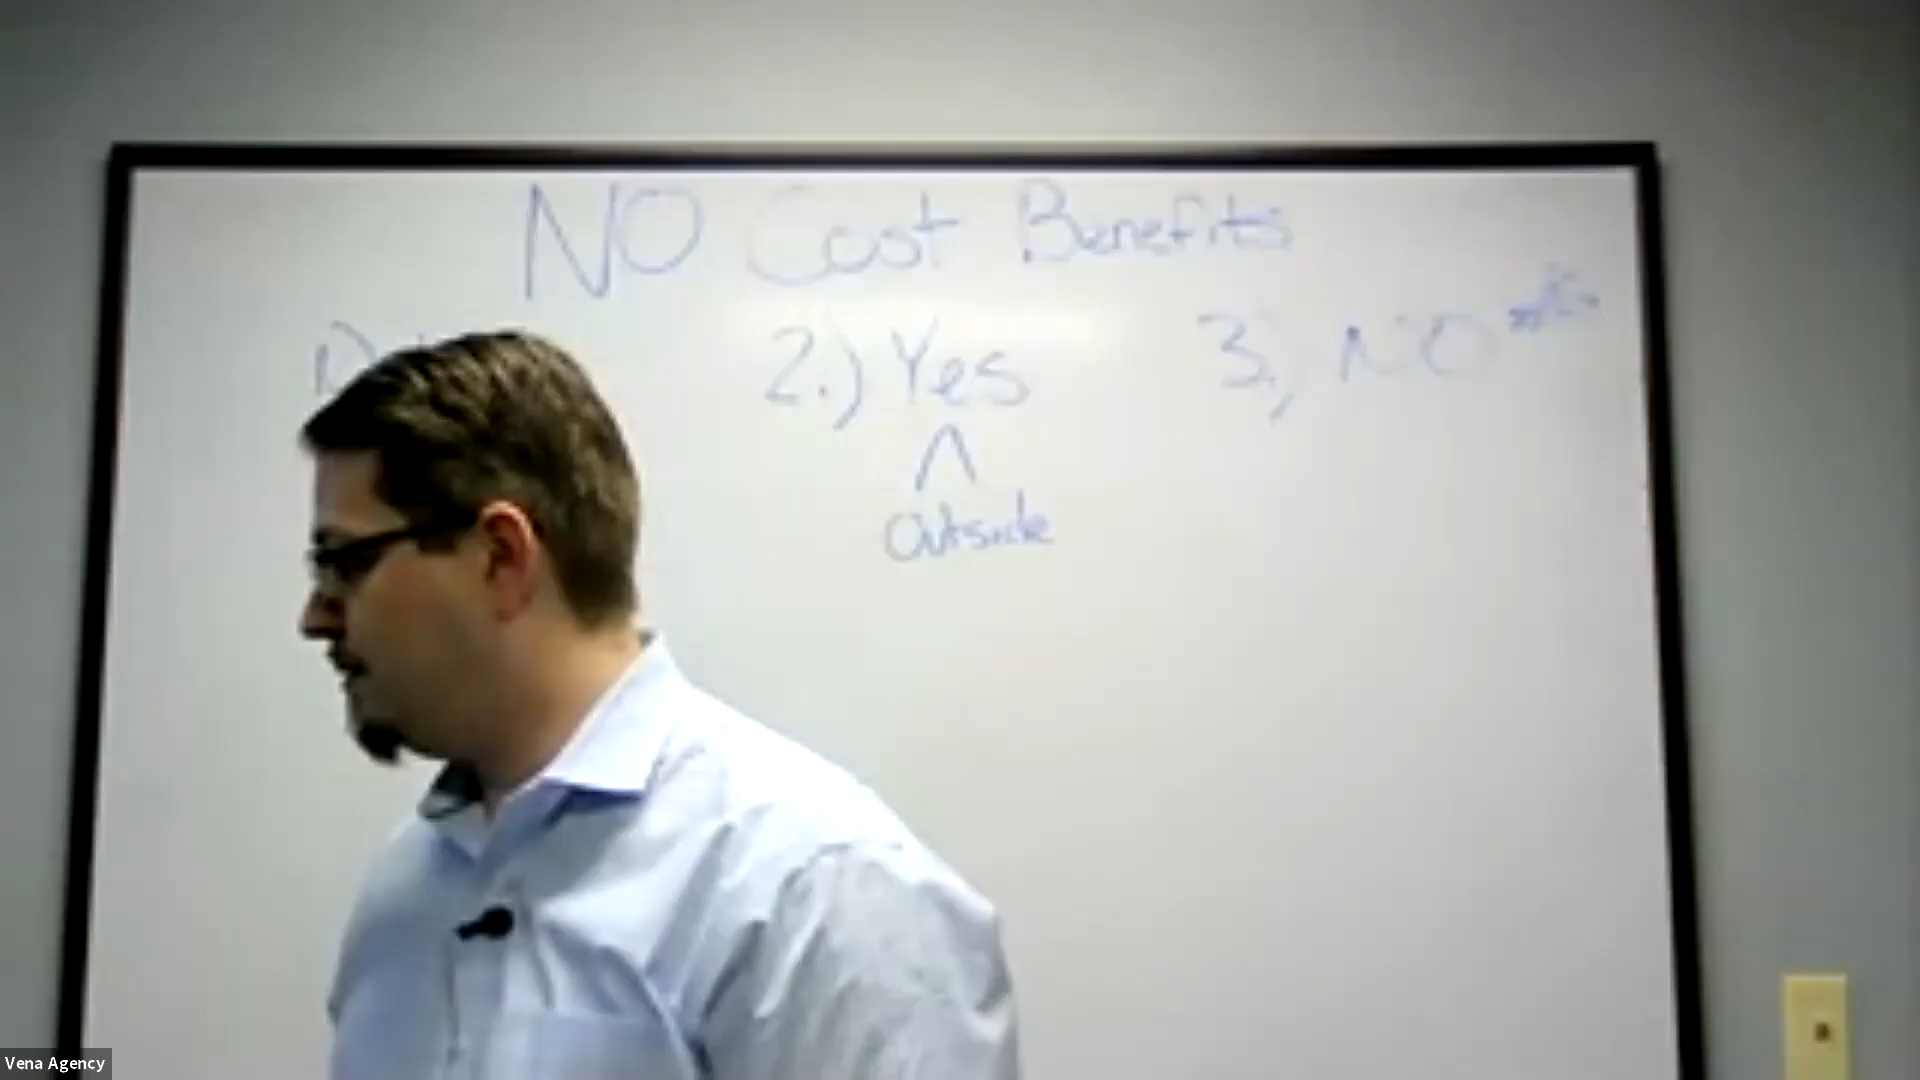 NO Cost Benefits
2.) Yes
3.) NO
^
Outside
Vena Agency